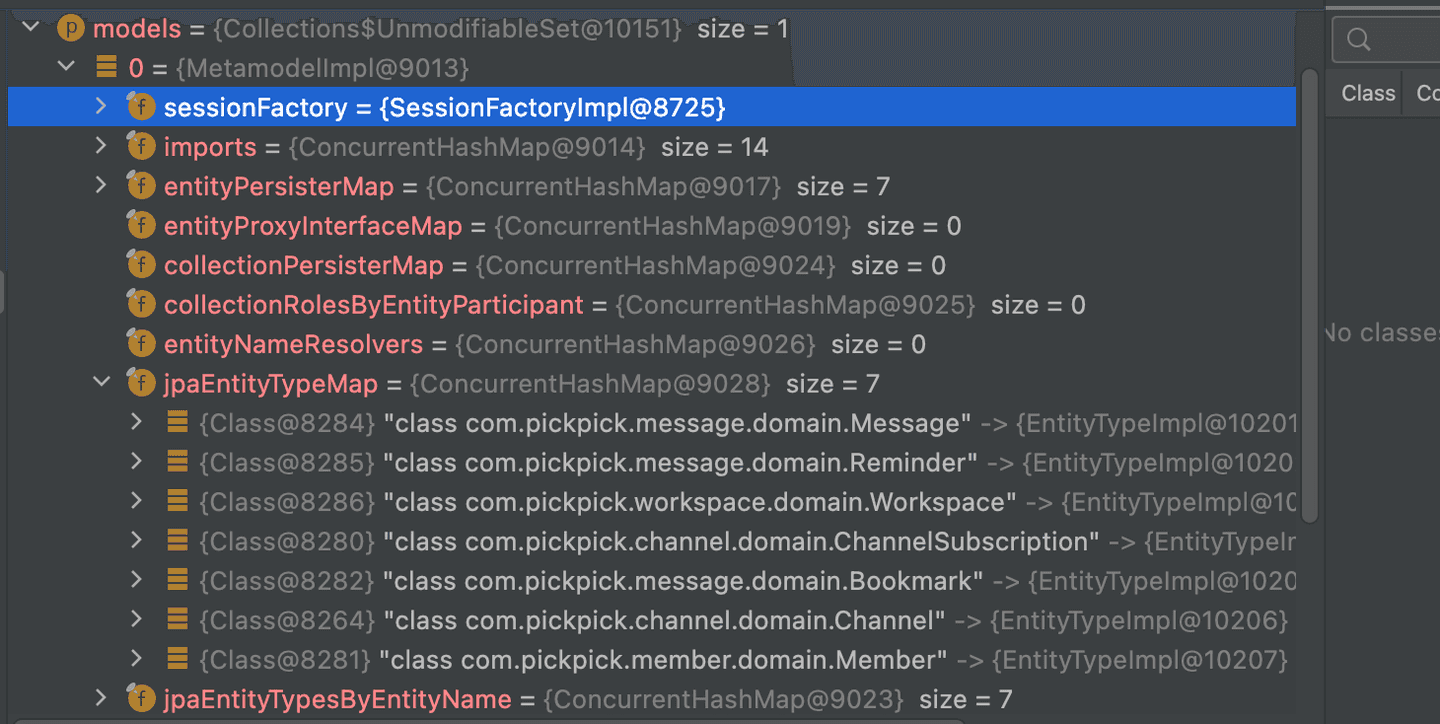 p models = {Collections$UnmodifiableSet@10151} size = 1
0 = {MetamodelImpl@9013}
f sessionFactory = {SessionFactoryImpl@8725}
Class Co
f imports = {ConcurrentHashMap@9014} size = 14
f entityPersisterMap = {ConcurrentHashMap@9017} size = 7
f entityProxyInterfaceMap = {ConcurrentHashMap@9019} size = 0
f collectionPersisterMap = {ConcurrentHashMap@9024} size = 0
f collectionRolesByEntityParticipant = {ConcurrentHashMap@9025} size = 0
No classes
f entityNameResolvers = {ConcurrentHashMap@9026} size = 0
f jpaEntityTypeMap = {ConcurrentHashMap@9028} size = 7
{Class@8284} "class com.pickpick.message.domain.Message" -> {EntityTypeImpl@10201
{Class@8285} "class com.pickpick.message.domain.Reminder" -> {EntityTypeImpl@1020
{Class@8286} "class com.pickpick.workspace.domain.Workspace" -> {EntityTypeImpl@10
{Class@8280} "class com.pickpick.channel.domain.ChannelSubscription" -> {EntityTypeI
{Class@8282} "class com.pickpick.message.domain.Bookmark" -> {EntityTypeImpl@1020
{Class@8264} "class com.pickpick.channel.domain.Channel" -> {EntityTypeImpl@10206}
{Class@8281} "class com.pickpick.member.domain.Member" -> {EntityTypeImpl@10207}
f jpaEntityTypesByEntityName = {ConcurrentHashMap@9023} size = 7